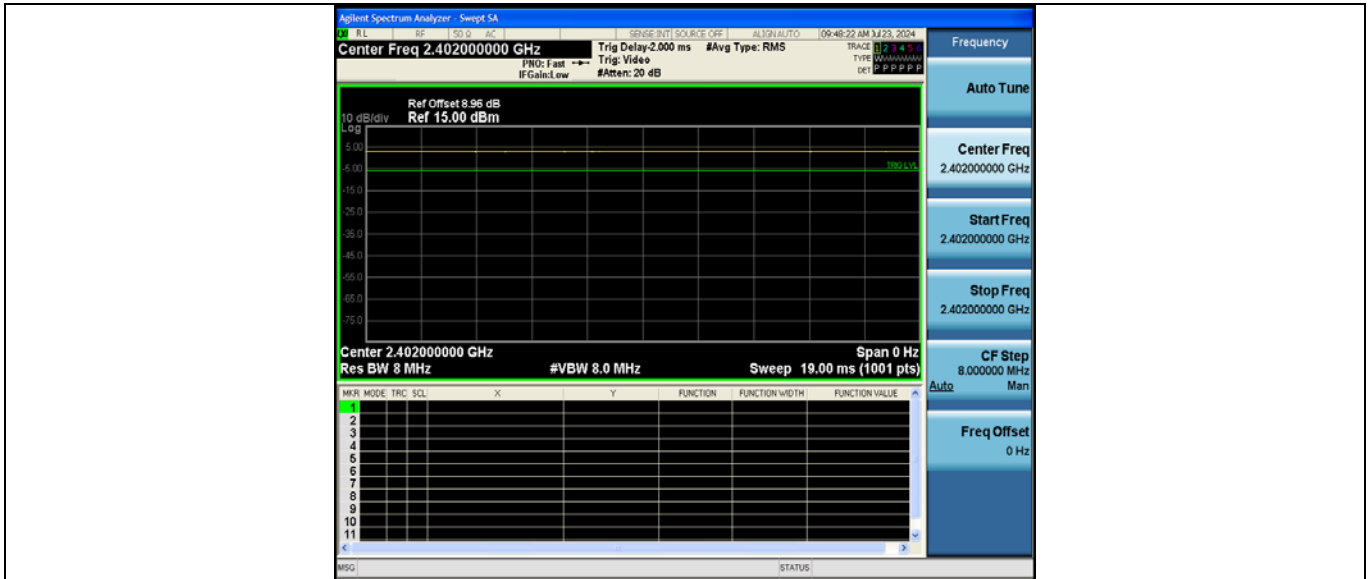 Agilent Spectrum Analyzer - Swept SA
RL RF 50 Ω AC SENSE:INT SOURCE OFF ALIGN AUTO 09:48:22 AM Jul 23, 2024
Center Freq 2.402000000 GHz
PNO: Fast
IFGain:Low
Trig Delay-2.000 ms #Avg Type: RMS
Trig: Video
#Atten: 20 dB
TRACE 1 2 3 4 5 6
TYPE
DET P P P P P P
Ref Offset 8.96 dB
10 dB/div Ref 15.00 dBm
Log
5.00
-5.00
TRIG LVL
-15.0
-25.0
-35.0
-45.0
-55.0
-65.0
-75.0
Center 2.402000000 GHz Span 0 Hz
Res BW 8 MHz #VBW 8.0 MHz Sweep 19.00 ms (1001 pts)
MKR MODE TRC SCL X Y FUNCTION FUNCTION WIDTH FUNCTION VALUE
1
2
3
4
5
6
7
8
9
10
11
MSG STATUS
Frequency
Auto Tune
Center Freq
2.402000000 GHz
Start Freq
2.402000000 GHz
Stop Freq
2.402000000 GHz
CF Step
8.000000 MHz
Auto Man
Freq Offset
0 Hz